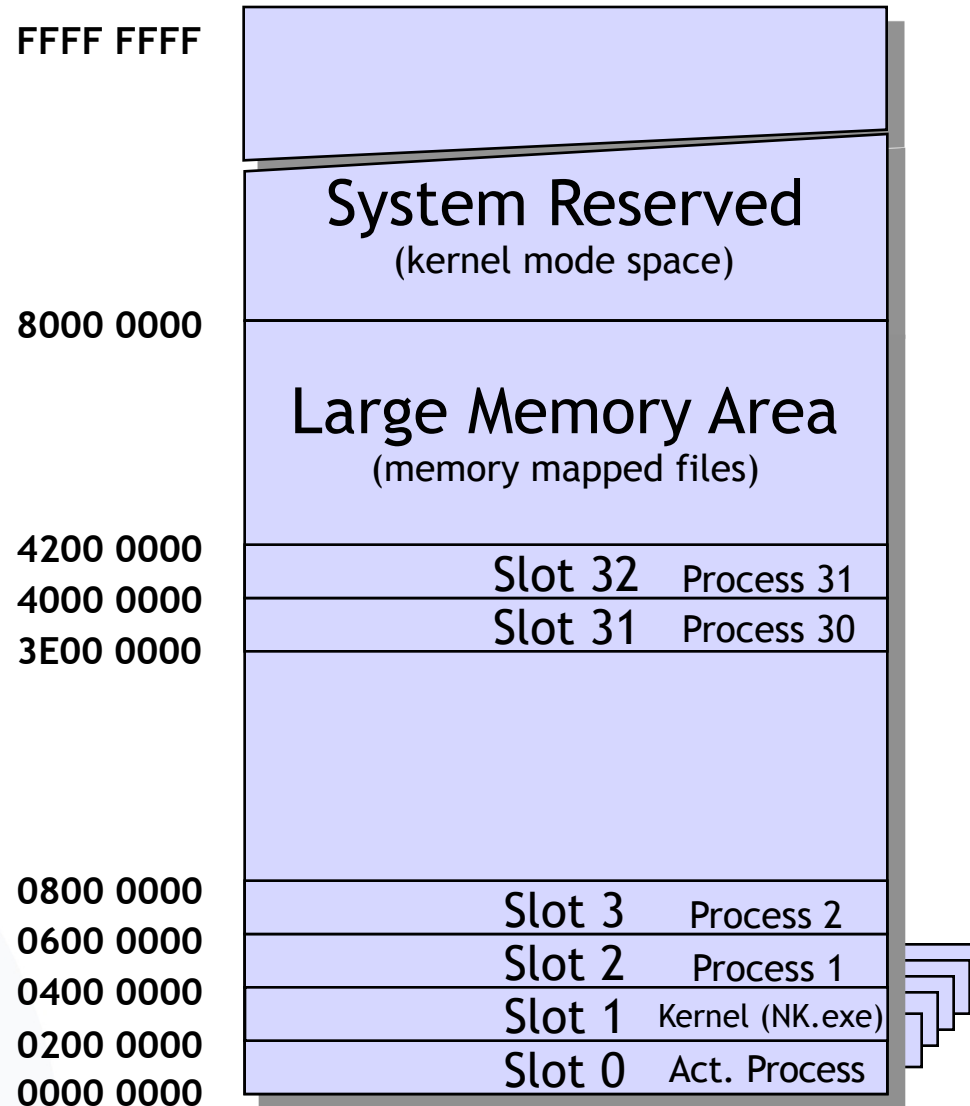 FFFF FFFF
System Reserved
(kernel mode space)
8000 0000
Large Memory Area
(memory mapped files)
4200 0000
Slot 32 Process 31
4000 0000
Slot 31 Process 30
3E00 0000
0800 0000
Slot 3 Process 2
0600 0000
Slot 2 Process 1
0400 0000
Slot 1 Kernel (NK.exe)
0200 0000
Slot 0 Act. Process
0000 0000